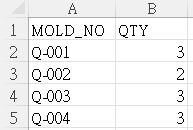 A B
1 MOLD_NO QTY
2 Q-001 3
3 Q-002 2
4 Q-003 3
5 Q-004 3